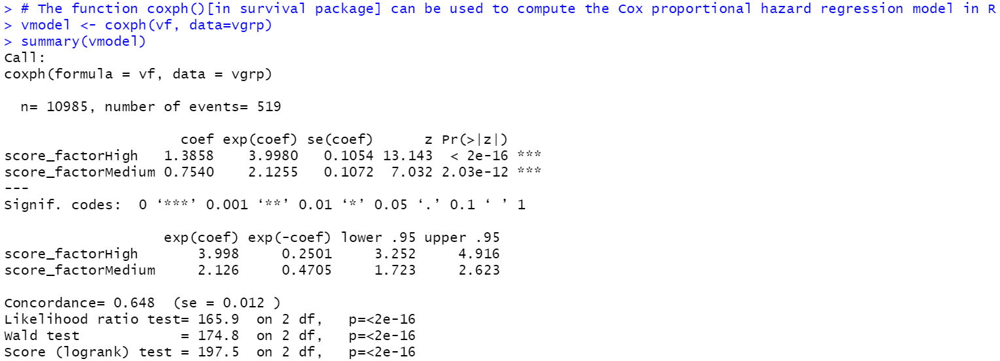 > # The function coxph()[in survival package] can be used to compute the Cox proportional hazard regression model in R
> vmodel <- coxph(vf, data=vgrp)
> summary(vmodel)
Call:
coxph(formula = vf, data = vgrp)

  n= 10985, number of events= 519

                     coef exp(coef) se(coef)      z Pr(>|z|)
score_factorHigh   1.3858    3.9980   0.1054 13.143  < 2e-16 ***
score_factorMedium 0.7540    2.1255   0.1072  7.032 2.03e-12 ***
---
Signif. codes:  0 ‘***’ 0.001 ‘**’ 0.01 ‘*’ 0.05 ‘.’ 0.1 ‘ ’ 1

                   exp(coef) exp(-coef) lower .95 upper .95
score_factorHigh       3.998     0.2501     3.252     4.916
score_factorMedium     2.126     0.4705     1.723     2.623

Concordance= 0.648  (se = 0.012 )
Likelihood ratio test= 165.9  on 2 df,   p=<2e-16
Wald test            = 174.8  on 2 df,   p=<2e-16
Score (logrank) test = 197.5  on 2 df,   p=<2e-16